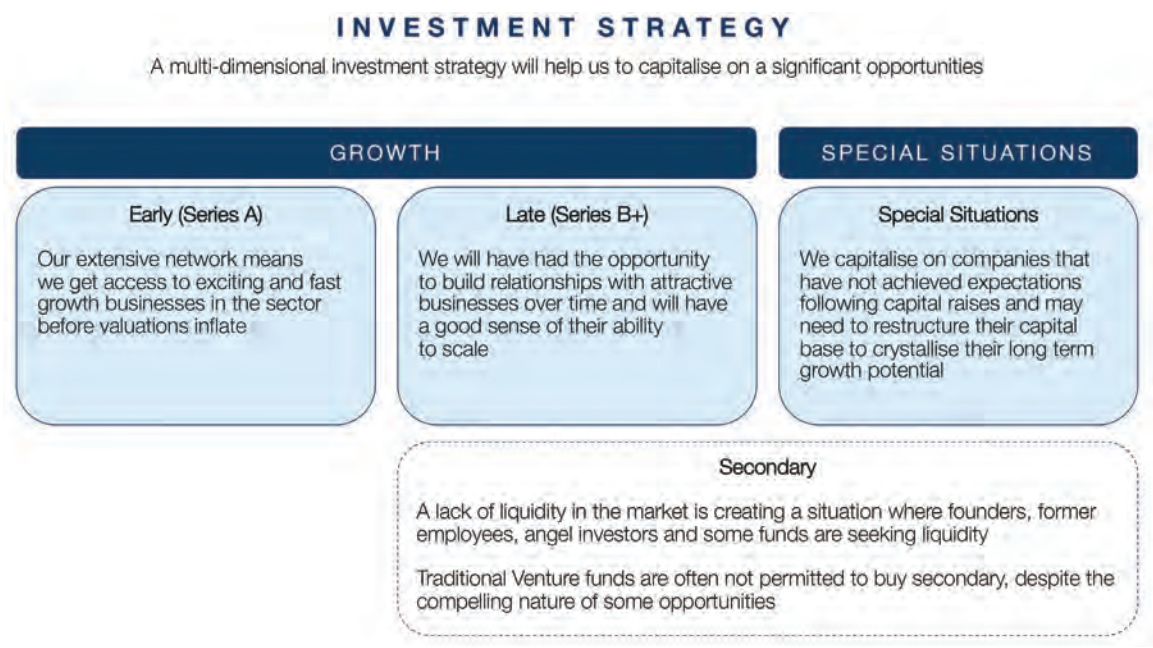 INVESTMENT STRATEGY
A multi-dimensional investment strategy will help us to capitalise on a significant opportunities
GROWTH
Early (Series A)
Our extensive network means
we get access to exciting and fast
growth businesses in the sector
before valuations inflate
Late (Series B+)
We will have had the opportunity
to build relationships with attractive
businesses over time and will have
a good sense of their ability
to scale
SPECIAL SITUATIONS
Special Situations
We capitalise on companies that
have not achieved expectations
following capital raises and may
need to restructure their capital
base to crystallise their long term
growth potential
Secondary
A lack of liquidity in the market is creating a situation where founders, former
employees, angel investors and some funds are seeking liquidity
Traditional Venture funds are often not permitted to buy secondary, despite the
compelling nature of some opportunities